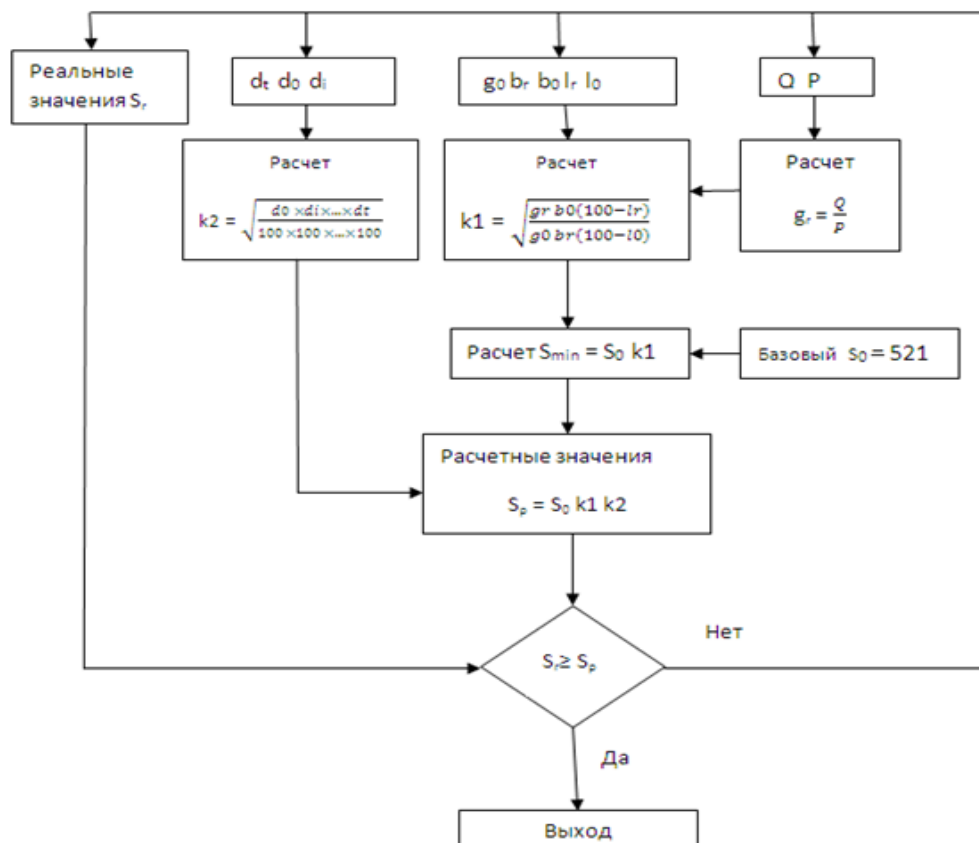 Реальные
значения Sᵣ
dₜ d₀ dᵢ
g₀ bᵣ b₀ lᵣ l₀
Q P
Расчет
k2 = √(d0 ×di×…×dt / 100 ×100 ×…×100)
Расчет
k1 = √(gr b0(100−lr) / g0 br(100−l0))
Расчет
gᵣ = Q/P
Расчет Sₘᵢₙ = S₀ k1
Базовый S₀ = 521
Расчетные значения
Sₚ = S₀ k1 k2
Sᵣ≥ Sₚ
Нет
Да
Выход